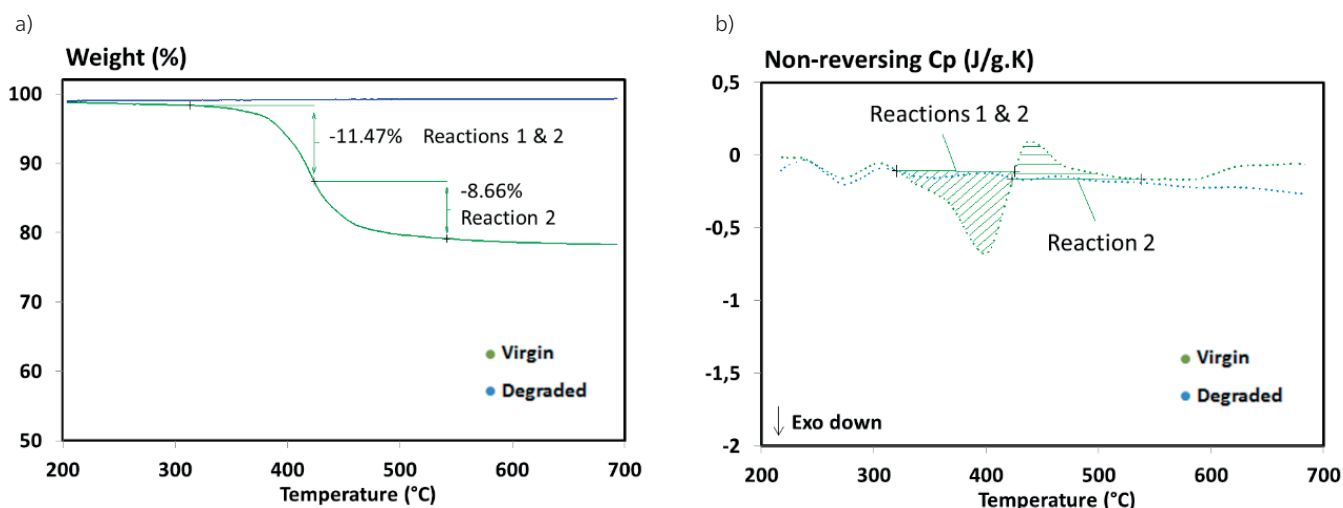 a)
Weight (%)
100
90
80
70
60
50
-11.47% Reactions 1 & 2
-8.66%
Reaction 2
Virgin
Degraded
200 300 400 500 600 700
Temperature (°C)
b)
Non-reversing Cp (J/g.K)
0,5
0
-0,5
-1
-1,5
-2
Reactions 1 & 2
Reaction 2
Virgin
Degraded
Exo down
200 300 400 500 600 700
Temperature (°C)